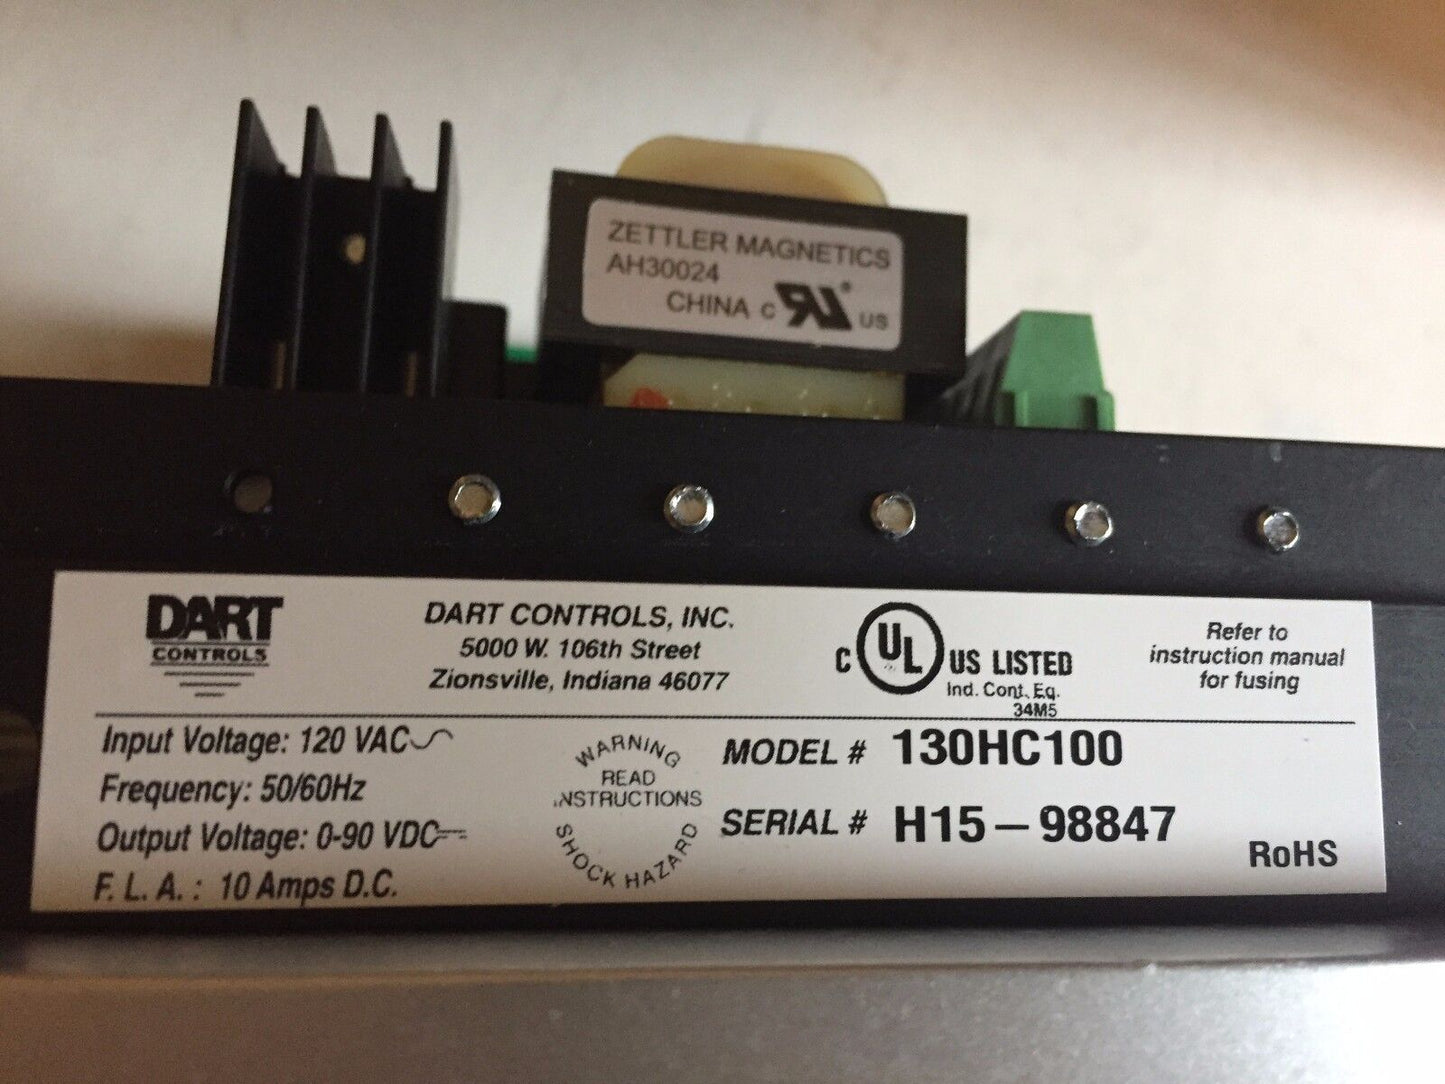 ZETTLER MAGNETICS
AH30024
CHINA c RU® US
DART
CONTROLS
DART CONTROLS, INC.
5000 W. 106th Street
Zionsville, Indiana 46077
C UL US LISTED
Ind. Cont. Eq.
34M5
Refer to
instruction manual
for fusing
Input Voltage: 120 VAC
Frequency: 50/60Hz
Output Voltage: 0-90 VDC
F. L. A. : 10 Amps D.C.
WARNING
READ
INSTRUCTIONS
SHOCK HAZARD
MODEL # 130HC100
SERIAL # H15-98847
RoHS